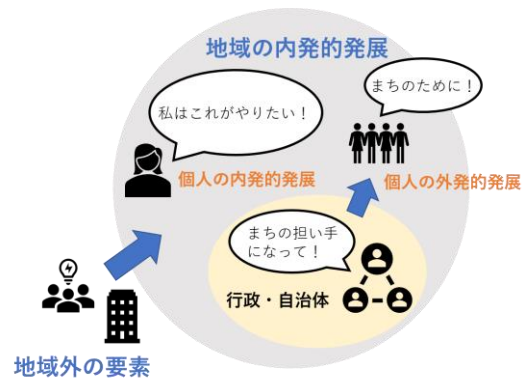 地域の内発的発展
まちのために！
私はこれがやりたい！
個人の内発的発展
個人の外発的発展
まちの担い手
になって！
行政・自治体
地域外の要素